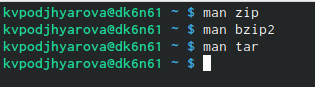 kvpodjhyarova@dk6n61 ~ $ man zip
kvpodjhyarova@dk6n61 ~ $ man bzip2
kvpodjhyarova@dk6n61 ~ $ man tar
kvpodjhyarova@dk6n61 ~ $